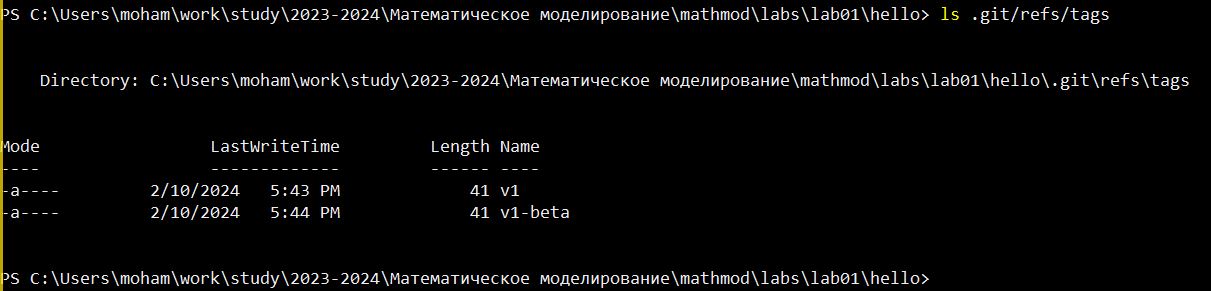 PS C:\Users\moham\work\study\2023-2024\Математическое моделирование\mathmod\labs\lab01\hello> ls .git/refs/tags
Directory: C:\Users\moham\work\study\2023-2024\Математическое моделирование\mathmod\labs\lab01\hello\.git\refs\tags
Mode LastWriteTime Length Name
---- ------------- ------ ----
-a---- 2/10/2024 5:43 PM 41 v1
-a---- 2/10/2024 5:44 PM 41 v1-beta
PS C:\Users\moham\work\study\2023-2024\Математическое моделирование\mathmod\labs\lab01\hello>